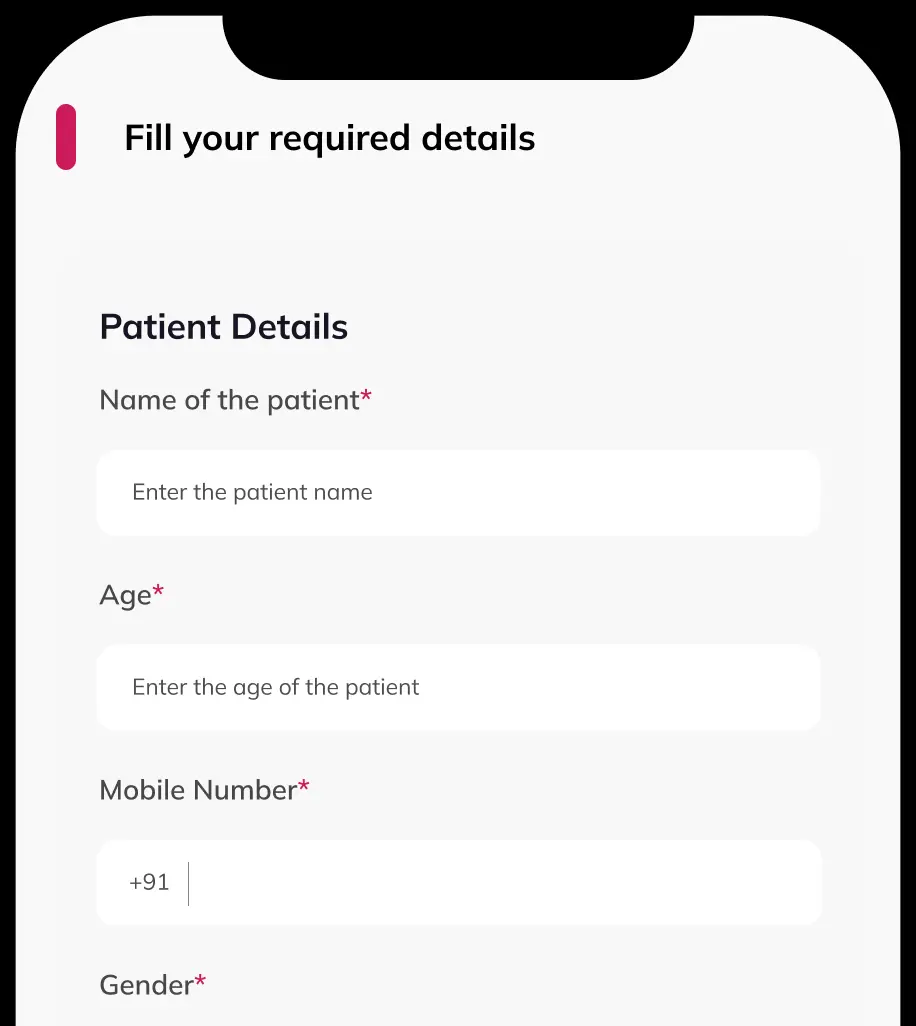 Fill your required details
Patient Details
Name of the patient*
Enter the patient name
Age*
Enter the age of the patient
Mobile Number*
+91
Gender*